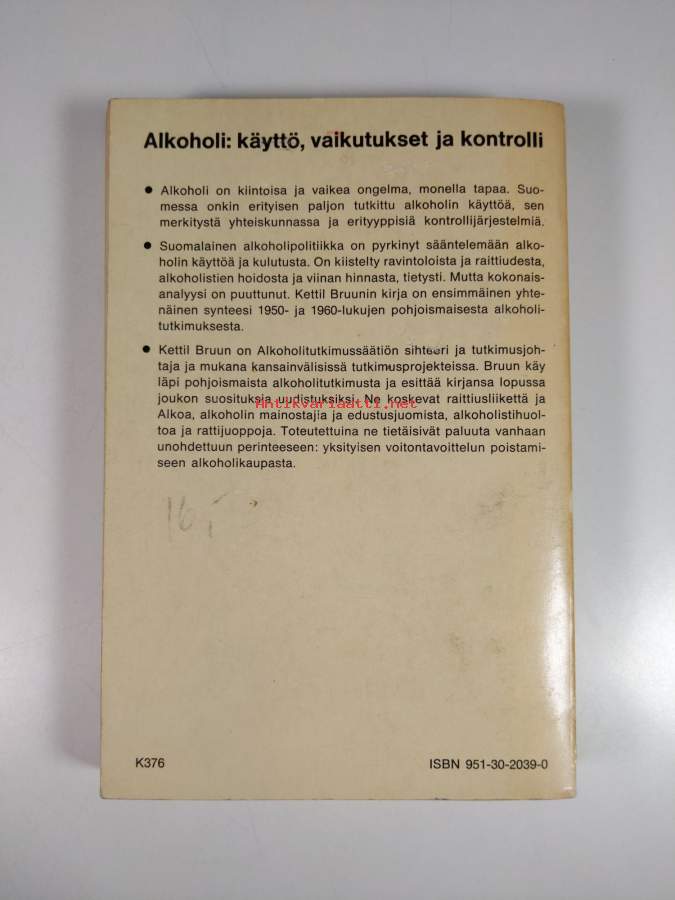 Alkoholi: käyttö, vaikutukset ja kontrolli
● Alkoholi on kiintoisa ja vaikea ongelma, monella tapaa. Suo-
messa onkin erityisen paljon tutkittu alkoholin käyttöä, sen
merkitystä yhteiskunnassa ja erityyppisiä kontrollijärjestelmiä.
● Suomalainen alkoholipolitiikka on pyrkinyt sääntelemään alko-
holin käyttöä ja kulutusta. On kiistelty ravintoloista ja raittiudesta,
alkoholistien hoidosta ja viinan hinnasta, tietysti. Mutta kokonais-
analyysi on puuttunut. Kettil Bruunin kirja on ensimmäinen yhte-
näinen synteesi 1950- ja 1960-lukujen pohjoismaisesta alkoholi-
tutkimuksesta.
● Kettil Bruun on Alkoholitutkimussäätiön sihteeri ja tutkimusjoh-
taja ja mukana kansainvälisissä tutkimusprojekteissa. Bruun käy
läpi pohjoismaista alkoholitutkimusta ja esittää kirjansa lopussa
joukon suosituksia uudistuksiksi. Ne koskevat raittiusliikettä ja
Antikvariaatti.net
Alkoa, alkoholin mainostajia ja edustusjuomista, alkoholistihuol-
toa ja rattijuoppoja. Toteutettuina ne tietäisivät paluuta vanhaan
unohdettuun perinteeseen: yksityisen voitontavoittelun poistami-
seen alkoholikaupasta.
16,
K376
ISBN 951-30-2039-0